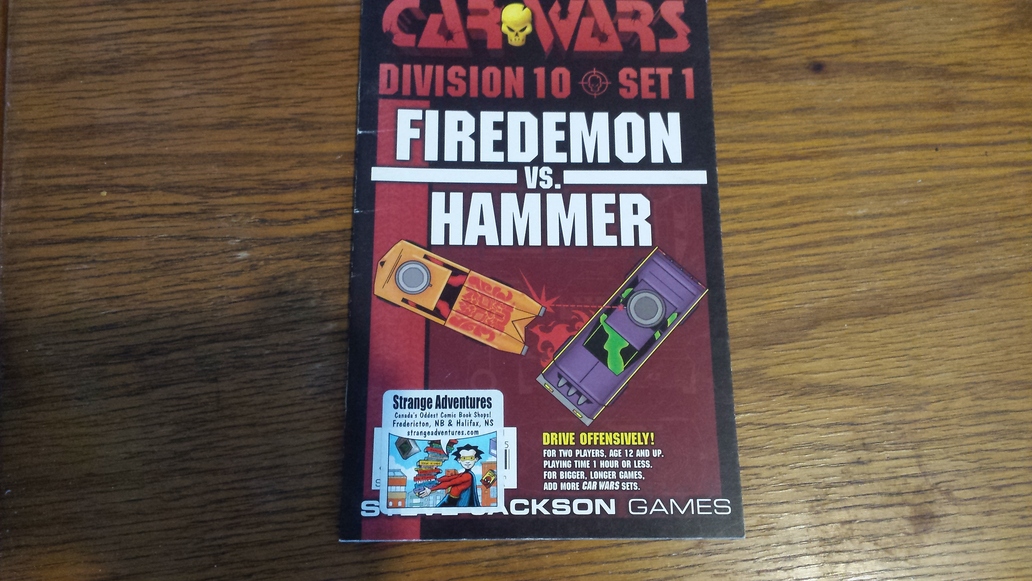 CAR WARS
DIVISION 10 SET 1
FIREDEMON
VS.
HAMMER
Strange Adventures
Canada's Oddest Comic Book Shops!
Fredericton, NB & Halifax, NS
strangeadventures.com
DRIVE OFFENSIVELY!
FOR TWO PLAYERS, AGE 12 AND UP.
PLAYING TIME 1 HOUR OR LESS.
FOR BIGGER, LONGER GAMES,
ADD MORE CAR WARS SETS.
JACKSON GAMES